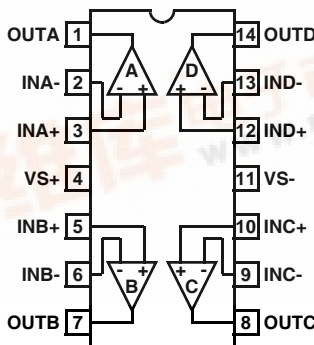 OUTA 1 14 OUTD
A D
INA- 2 - + - + 13 IND-
INA+ 3 12 IND+
VS+ 4 11 VS-
INB+ 5 10 INC+
- + + -
INB- 6 B C 9 INC-
OUTB 7 8 OUTC